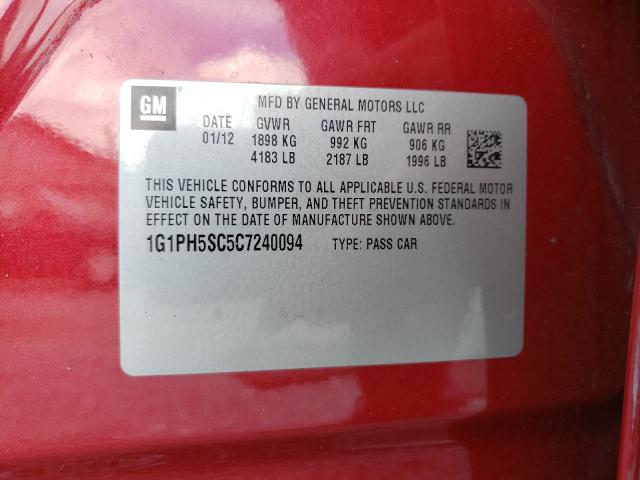 GM
MFD BY GENERAL MOTORS LLC
DATE GVWR GAWR FRT GAWR RR
01/12 1898 KG 992 KG 906 KG
4183 LB 2187 LB 1996 LB
THIS VEHICLE CONFORMS TO ALL APPLICABLE U.S. FEDERAL MOTOR
VEHICLE SAFETY, BUMPER, AND THEFT PREVENTION STANDARDS IN
EFFECT ON THE DATE OF MANUFACTURE SHOWN ABOVE.
1G1PH5SC5C7240094 TYPE: PASS CAR